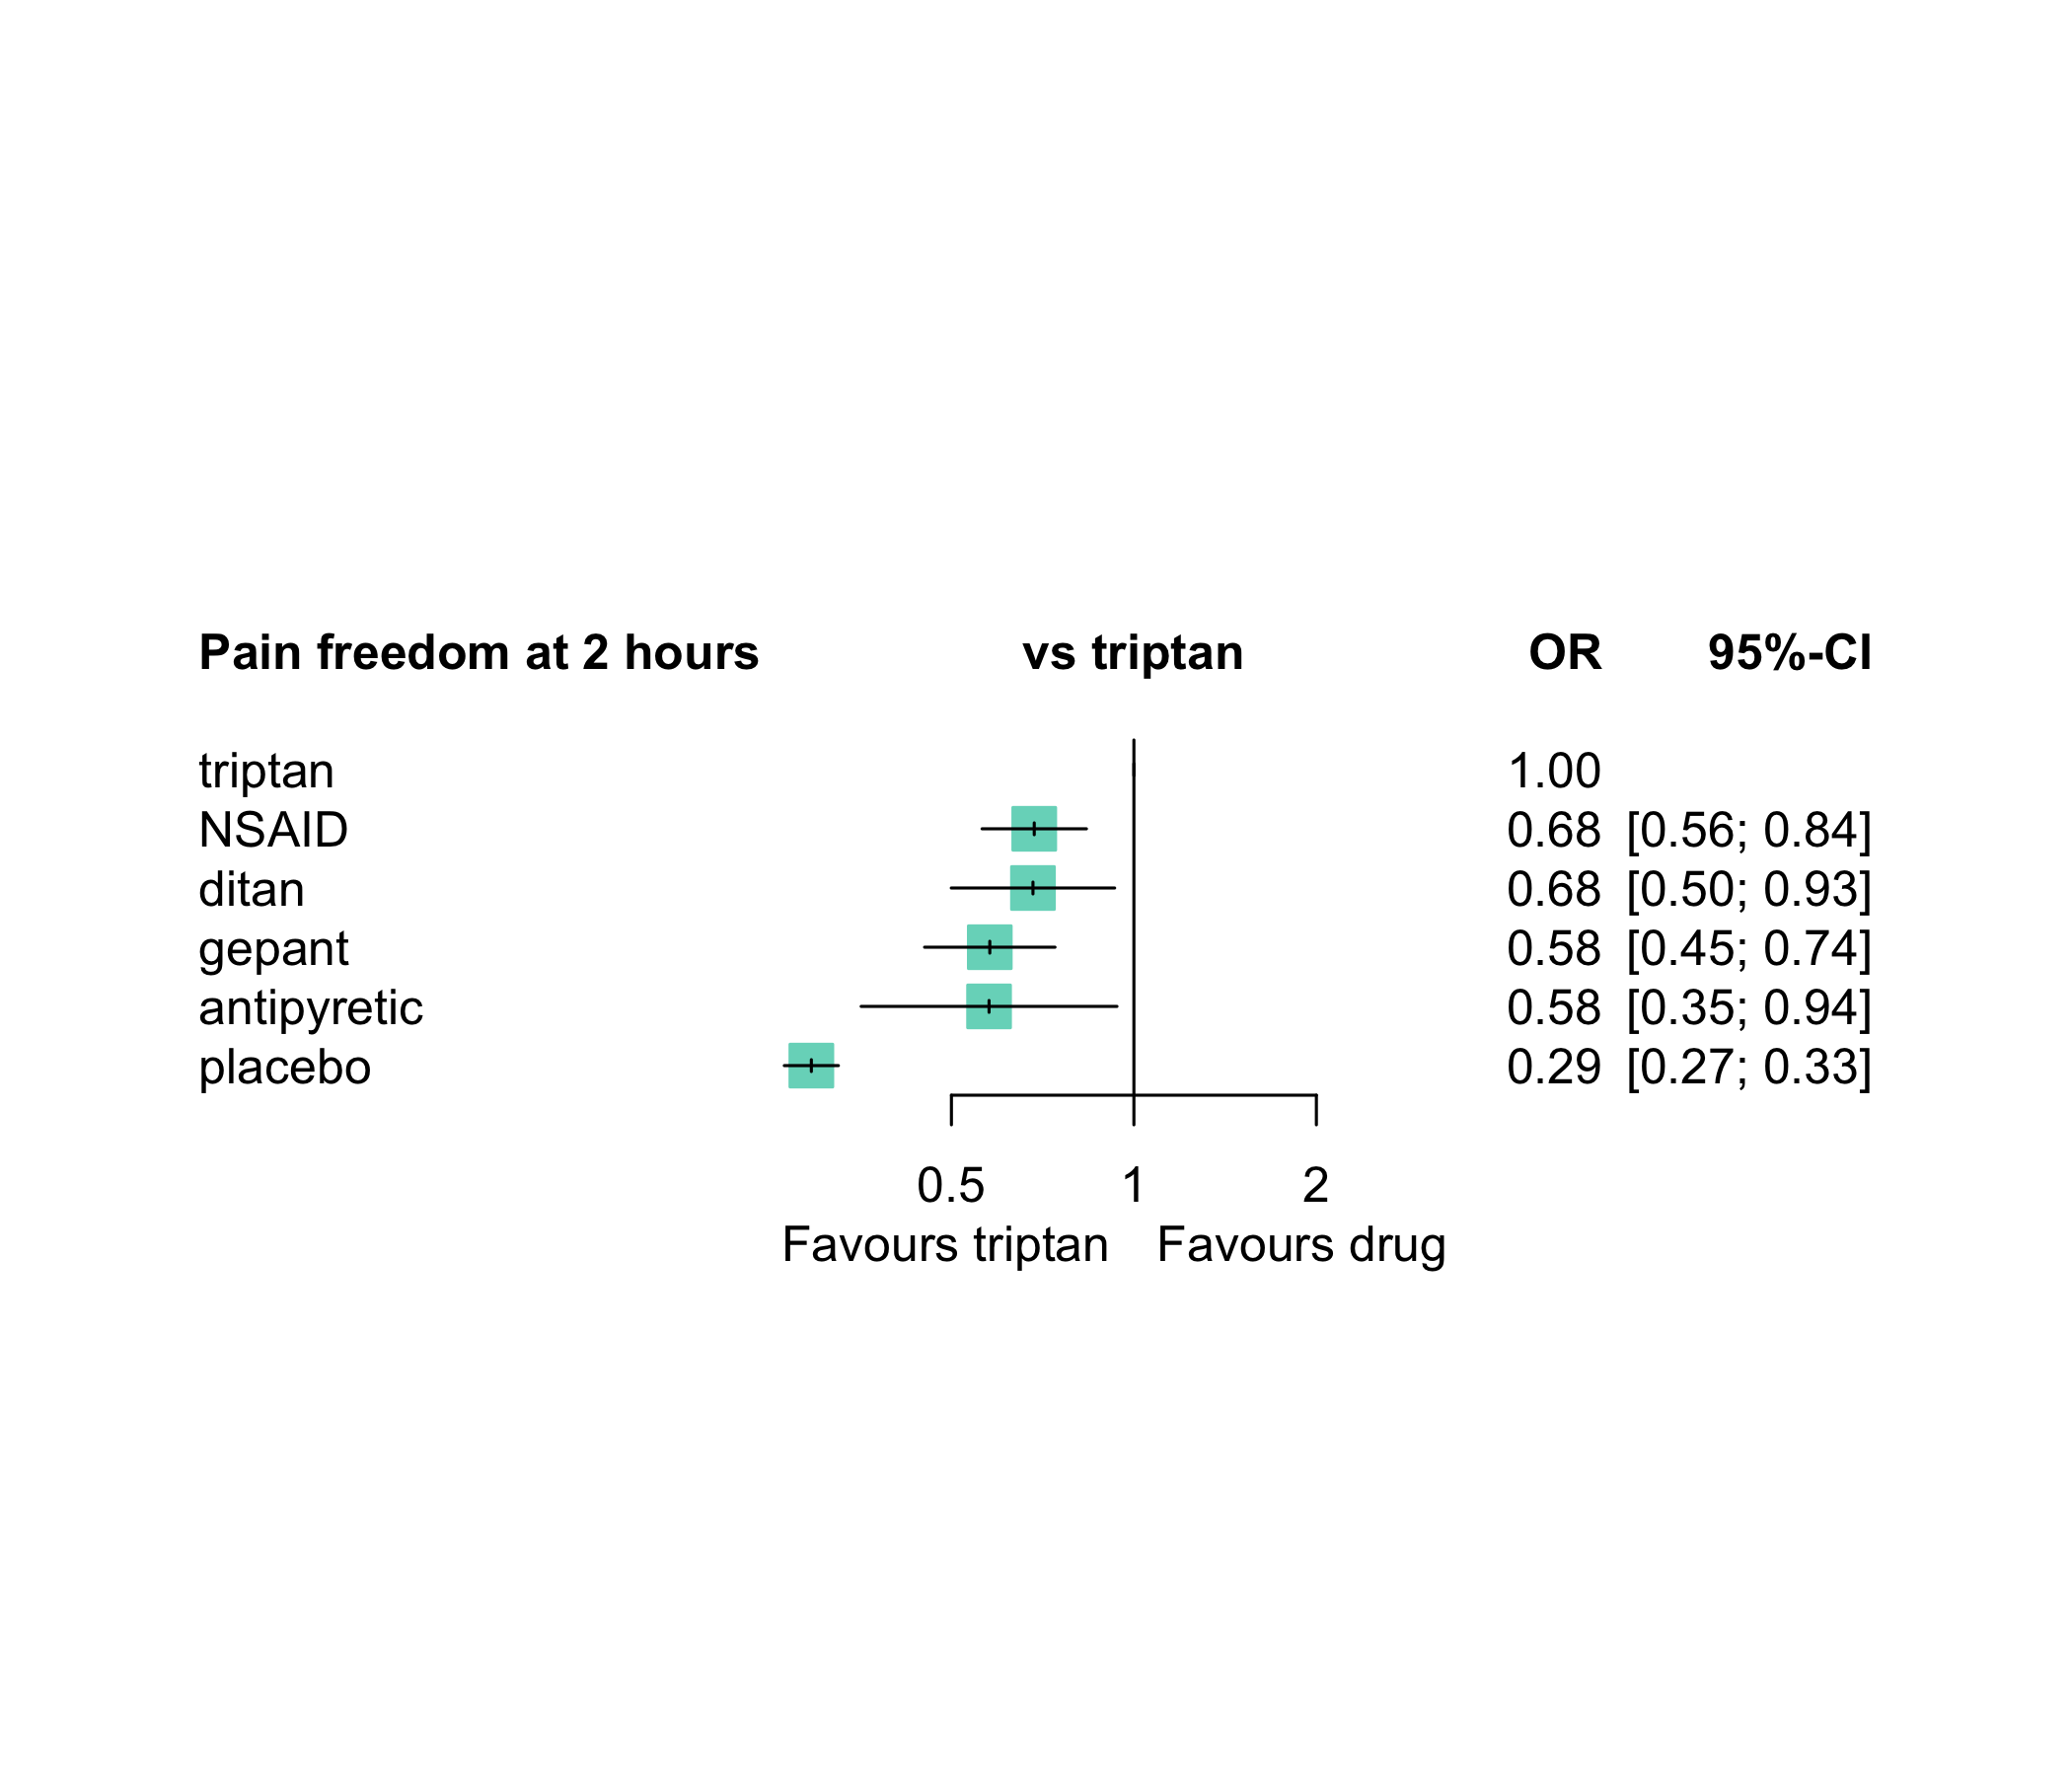 Pain freedom at 2 hours vs triptan OR 95%-CI
triptan 1.00
NSAID 0.68 [0.56; 0.84]
ditan 0.68 [0.50; 0.93]
gepant 0.58 [0.45; 0.74]
antipyretic 0.58 [0.35; 0.94]
placebo 0.29 [0.27; 0.33]
0.5 1 2
Favours triptan Favours drug